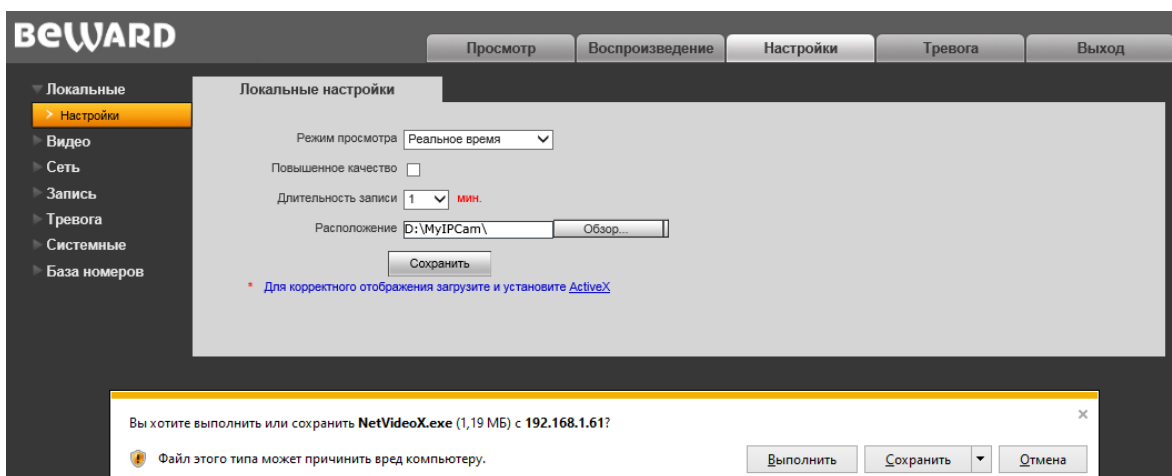 BEWARD
Просмотр Воспроизведение Настройки Тревога Выход
Локальные
> Настройки
Видео
Сеть
Запись
Тревога
Системные
База номеров
Локальные настройки
Режим просмотра Реальное время
Повышенное качество
Длительность записи 1 мин.
Расположение D:\MyIPCam\ Обзор...
Сохранить
* Для корректного отображения загрузите и установите ActiveX
Вы хотите выполнить или сохранить NetVideoX.exe (1,19 МБ) с 192.168.1.61?
Файл этого типа может причинить вред компьютеру.
Выполнить Сохранить Отмена